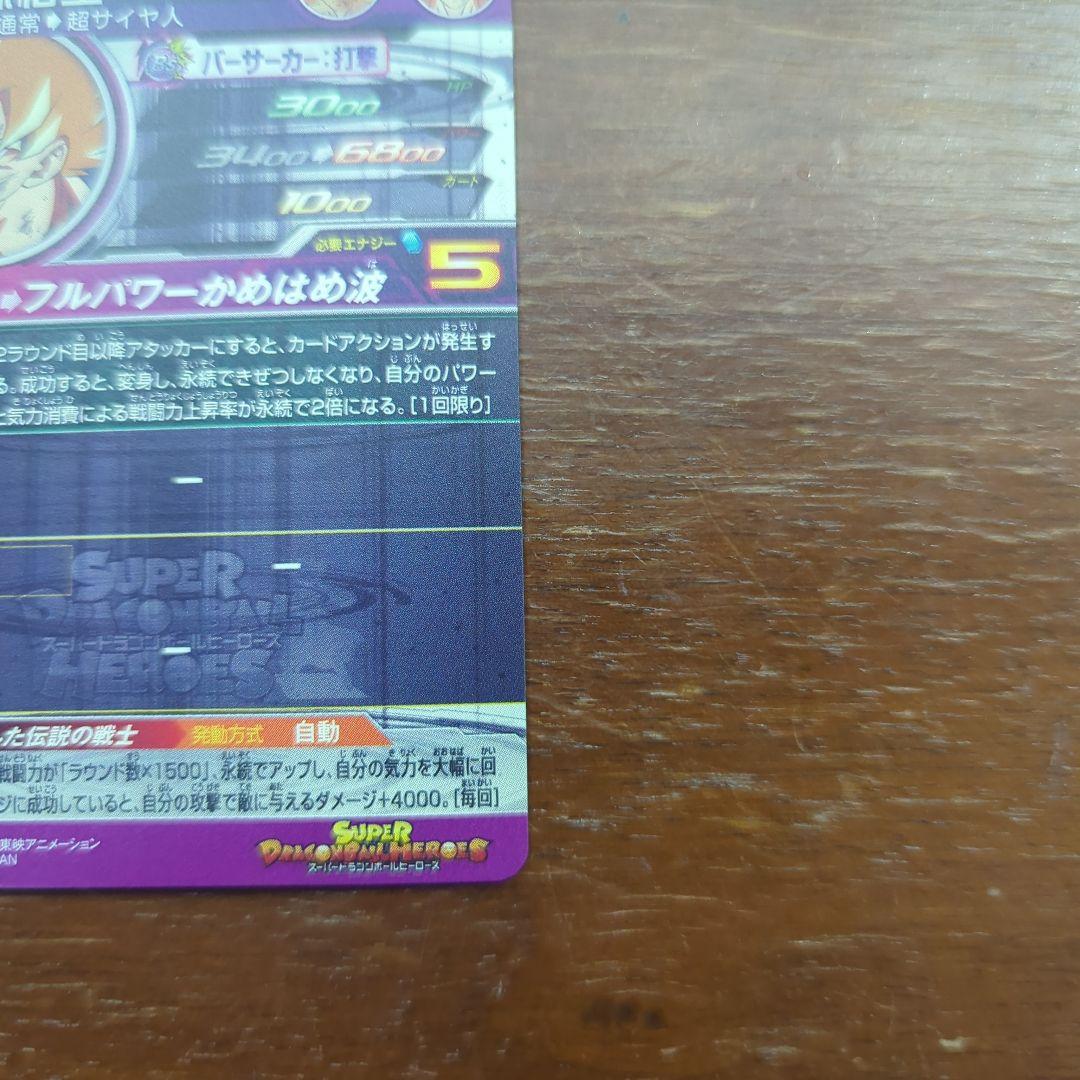 通常➡超サイヤ人
バーサーカー:打撃
HP
3000
パワー
3400➡6800
ガード
1000
必要エナジー
5
➡フルパワーかめはめ波
2ラウンド目以降アタッカーにすると、カードアクションが発生す
る。成功すると、変身し、永続できぜつしなくなり、自分のパワー
と気力消費による戦闘力上昇率が永続で2倍になる。[1回限り]
SUPER
DRAGONBALL
スーパードラゴンボールヒーローズ
HEROES
た伝説の戦士
発動方式
自動
戦闘力が「ラウンド数×1500」、永続でアップし、自分の気力を大幅に回
ジに成功していると、自分の攻撃で敵に与えるダメージ+4000。[毎回]
東映アニメーション
AN
SUPER
DRAGONBALL HEROES
スーパードラゴンボールヒーローズ